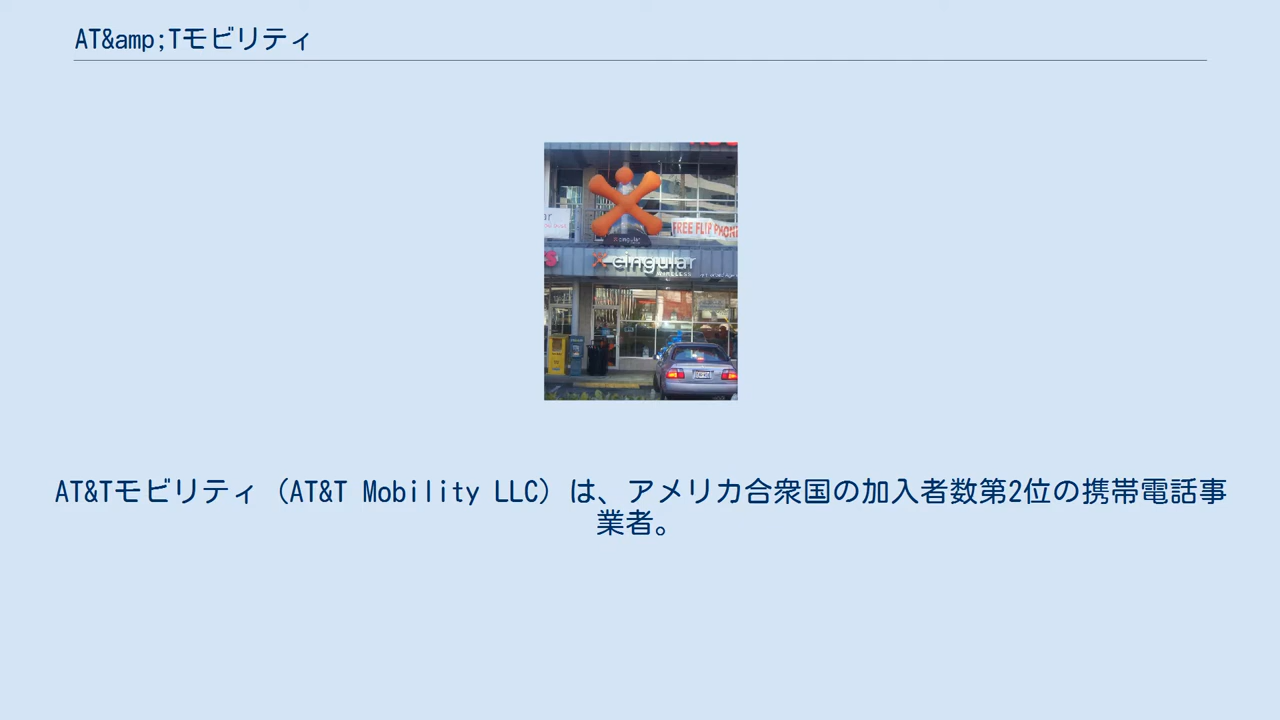 AT&amp;Tモビリティ
FREE FLIP PHONE
cingular
AT&Tモビリティ（AT&T Mobility LLC）は、アメリカ合衆国の加入者数第2位の携帯電話事
業者。